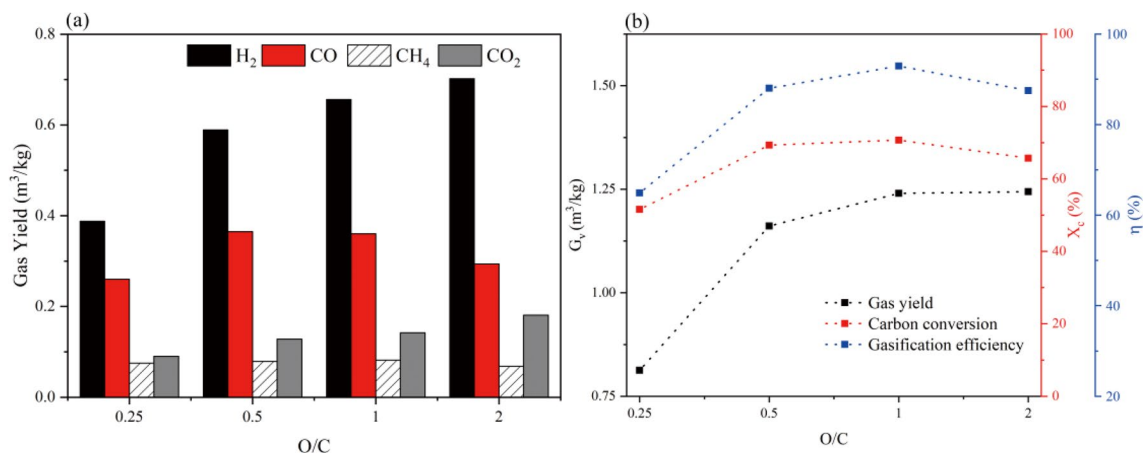 (a)
H₂ CO CH₄ CO₂
Gas Yield (m³/kg)
0.8
0.6
0.4
0.2
0.0
0.25 0.5 1 2
O/C
(b)
Gᵥ (m³/kg)
1.50
1.25
1.00
0.75
Gas yield
Carbon conversion
Gasification efficiency
0.25 0.5 1 2
O/C
100
80
60
40
20
0
X_c (%)
100
80
60
40
20
η (%)